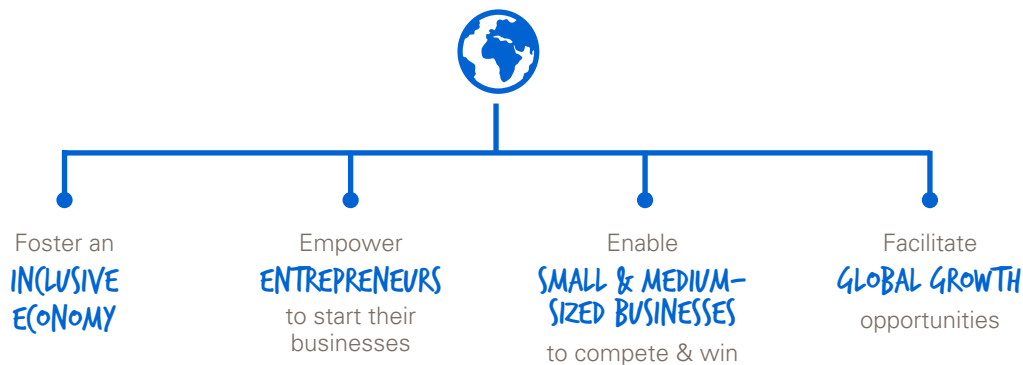 Foster an
INCLUSIVE
ECONOMY
Empower
ENTREPRENEURS
to start their
businesses
Enable
SMALL & MEDIUM-
SIZED BUSINESSES
to compete & win
Facilitate
GLOBAL GROWTH
opportunities